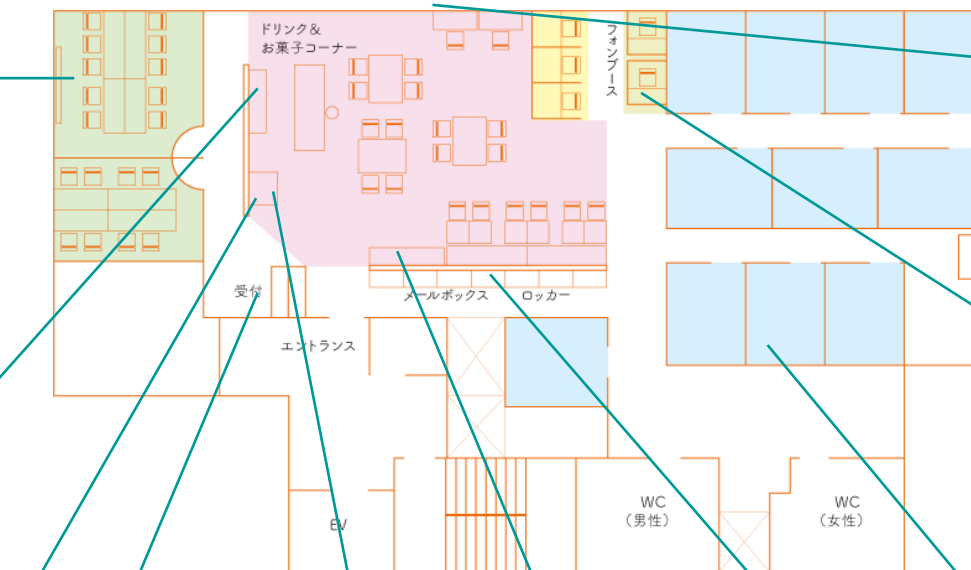 ドリンク&
お菓子コーナー
フォンブース
受付
メールボックス
ロッカー
エントランス
EV
WC
（男性）
WC
（女性）